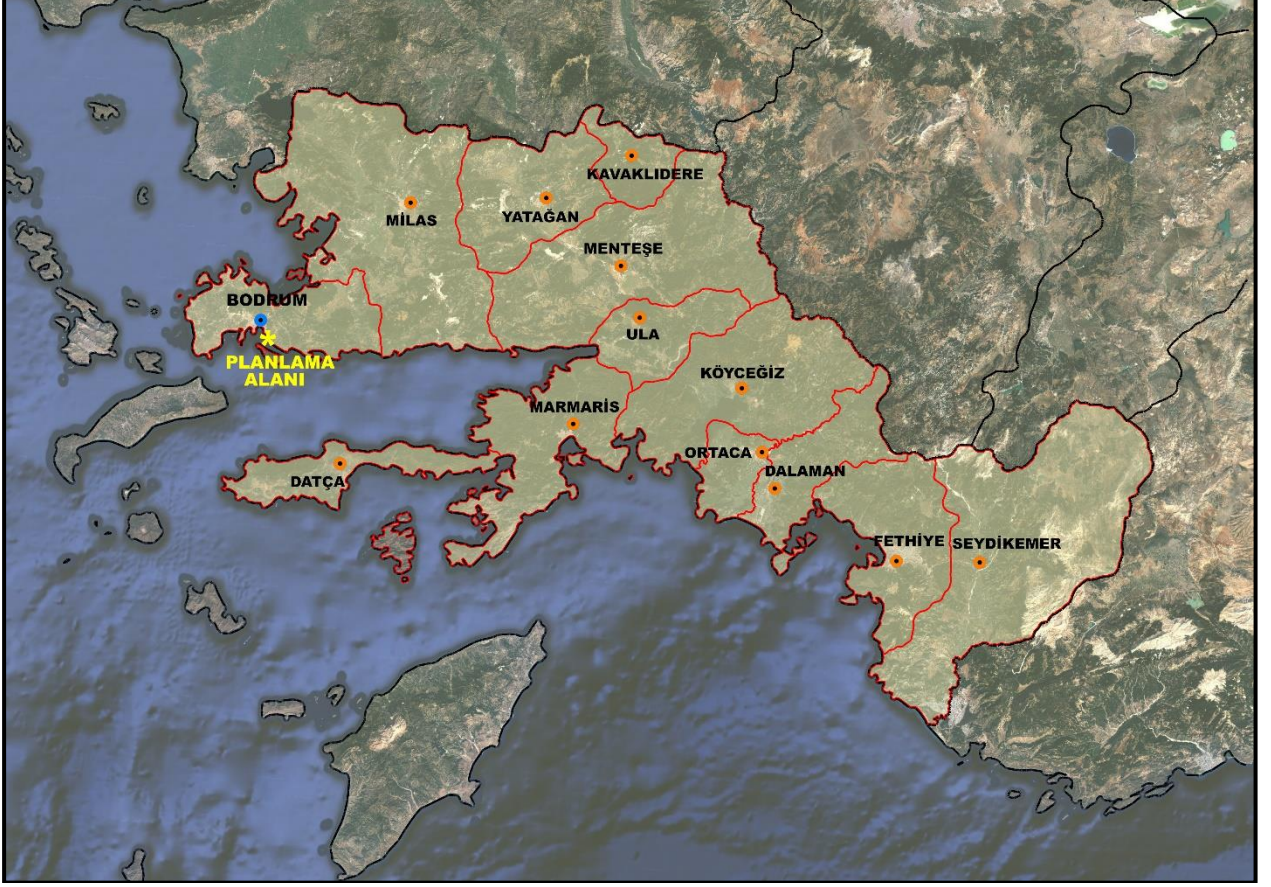 KAVAKLIDERE
MİLAS
YATAĞAN
MENTEŞE
BODRUM
ULA
PLANLAMA
ALANI
KÖYCEĞİZ
MARMARİS
ORTACA
DALAMAN
DATÇA
FETHİYE
SEYDİKEMER